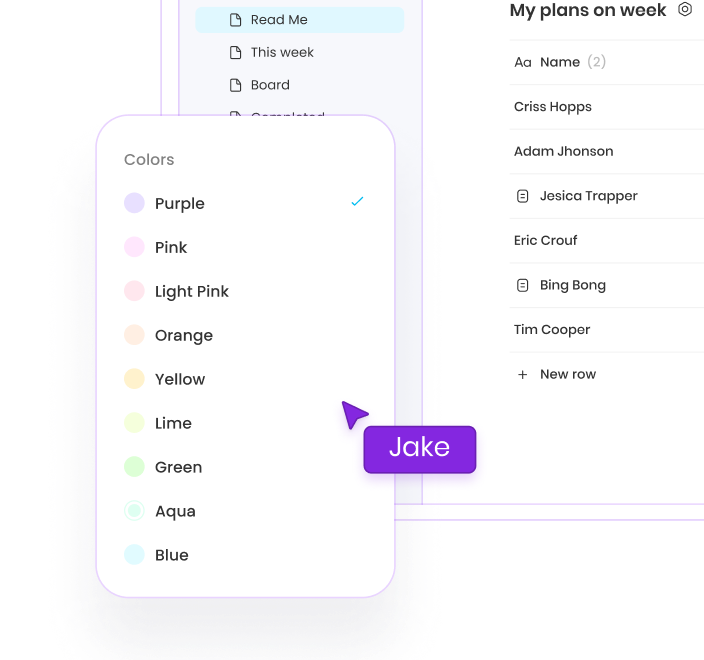 Read Me
This week
Board
Completed
Colors
Purple
Pink
Light Pink
Orange
Yellow
Lime
Green
Aqua
Blue
Jake
My plans on week
Aa Name (2)
Criss Hopps
Adam Jhonson
Jesica Trapper
Eric Crouf
Bing Bong
Tim Cooper
+ New row